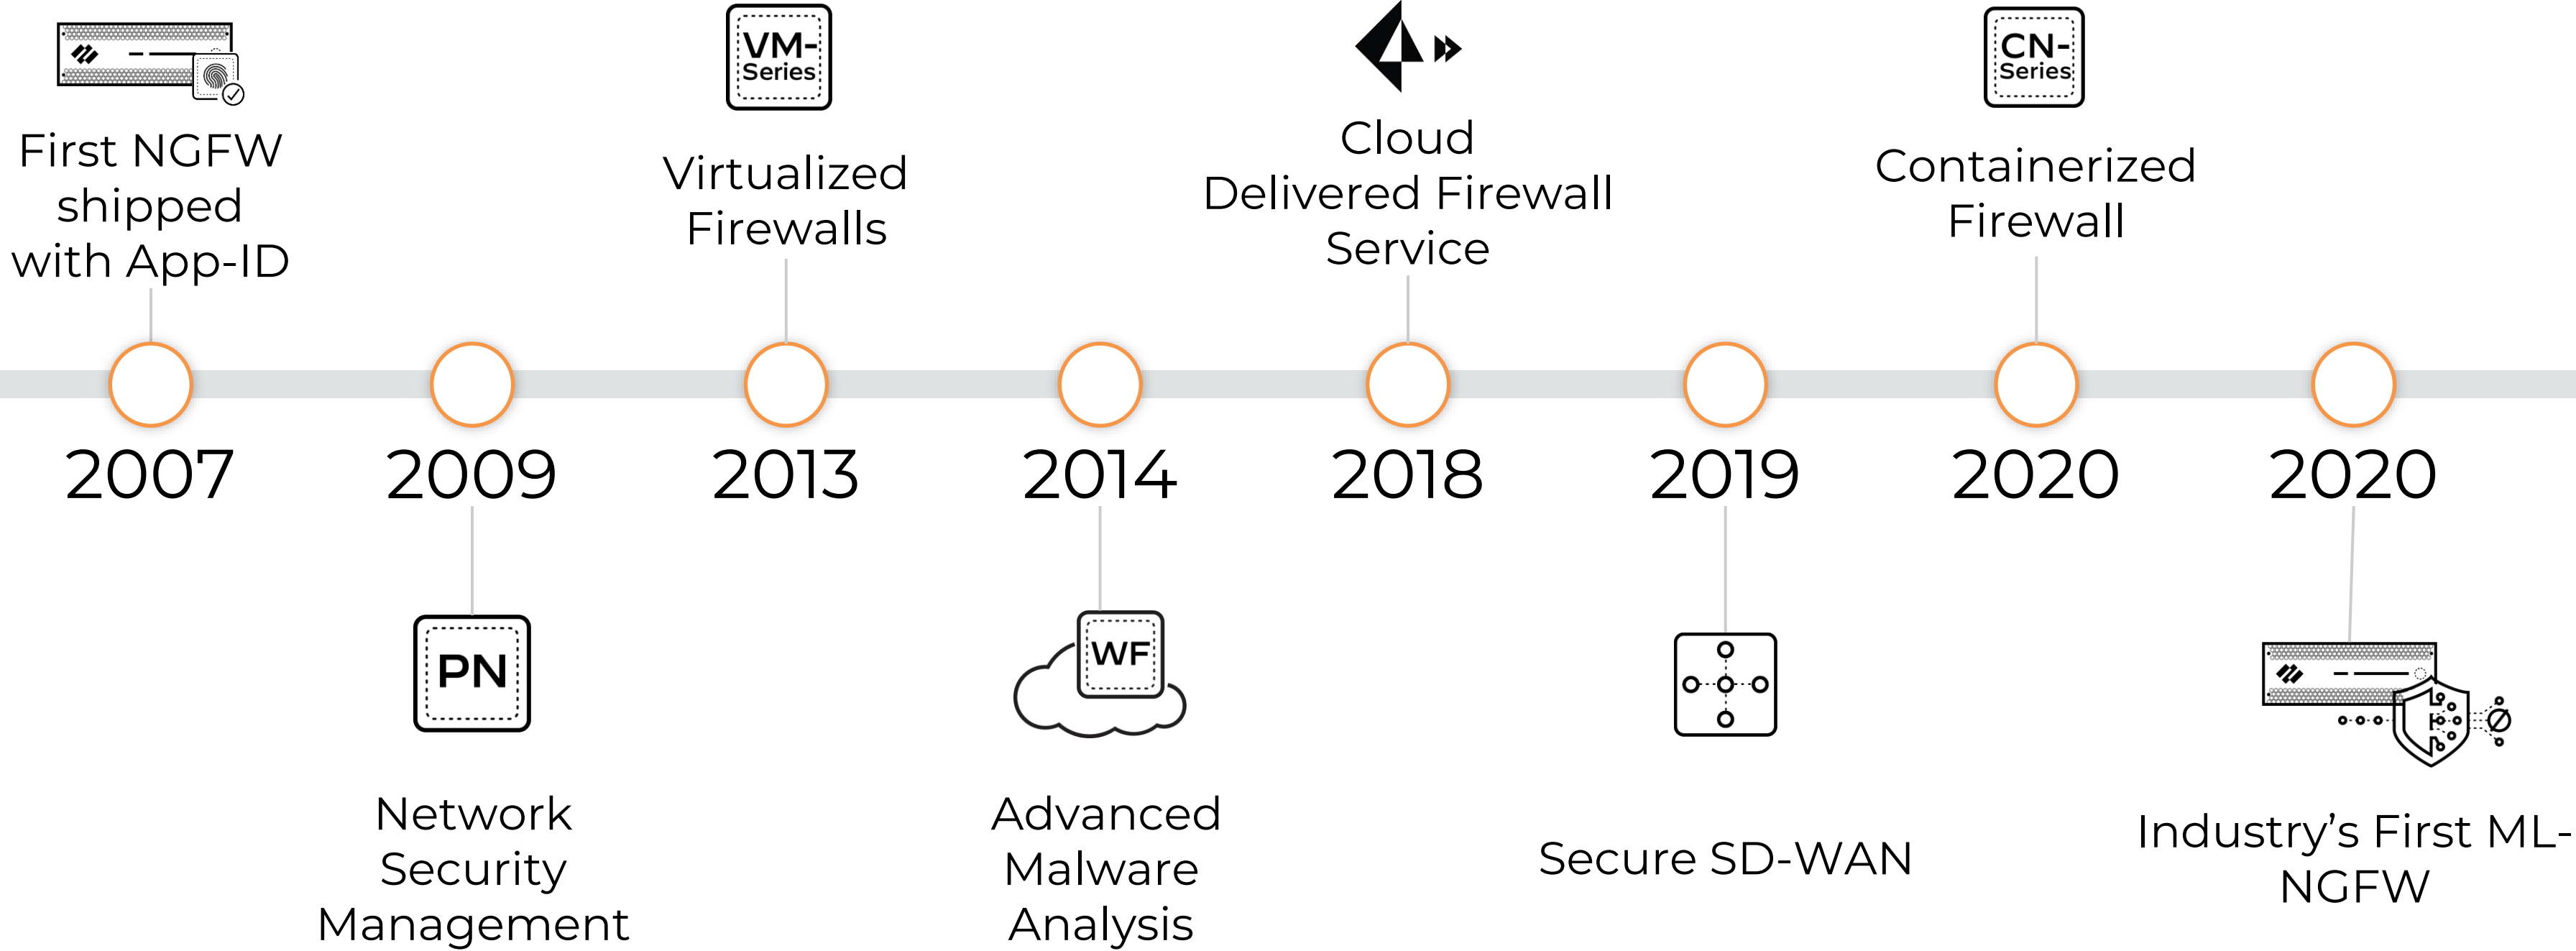 VM-
Series
CN-
Series
First NGFW
shipped
with App-ID
Virtualized
Firewalls
Cloud
Delivered Firewall
Service
Containerized
Firewall
2007
2009
2013
2014
2018
2019
2020
2020
PN
WF
Network
Security
Management
Advanced
Malware
Analysis
Secure SD-WAN
Industry’s First ML-
NGFW